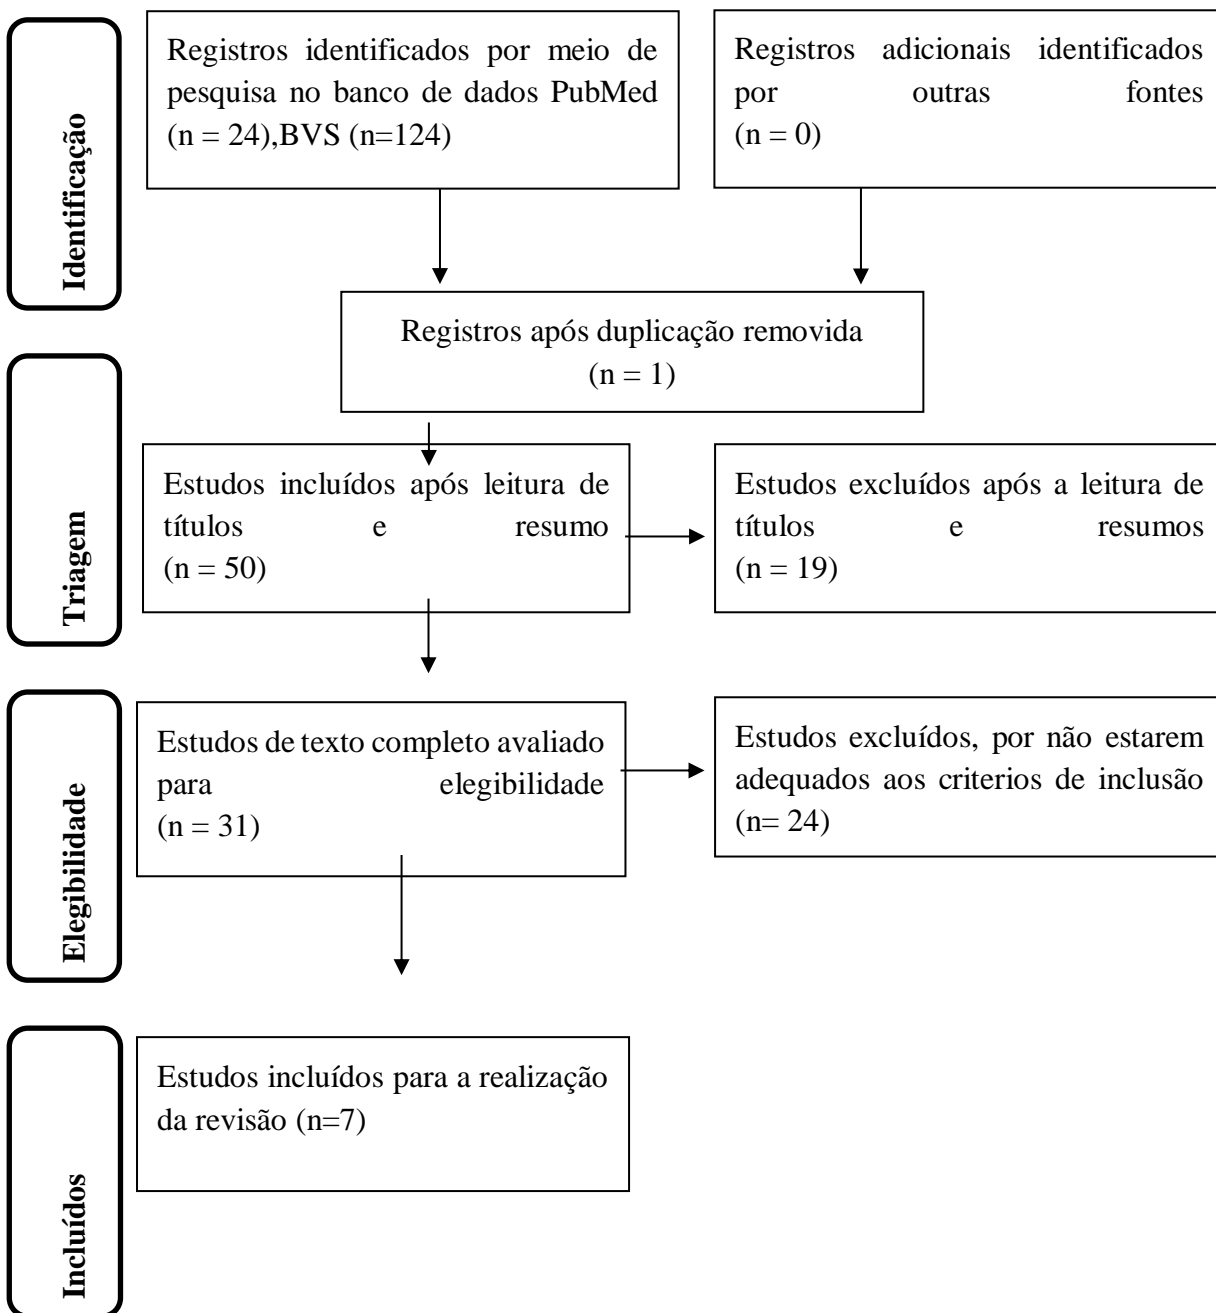 Identificação
Registros identificados por meio de
pesquisa no banco de dados PubMed
(n = 24),BVS (n=124)
Registros adicionais identificados
por outras fontes
(n = 0)
Registros após duplicação removida
(n = 1)
Triagem
Estudos incluídos após leitura de
títulos e resumo
(n = 50)
Estudos excluídos após a leitura de
títulos e resumos
(n = 19)
Elegibilidade
Estudos de texto completo avaliado
para elegibilidade
(n = 31)
Estudos excluídos, por não estarem
adequados aos criterios de inclusão
(n= 24)
Incluídos
Estudos incluídos para a realização
da revisão (n=7)